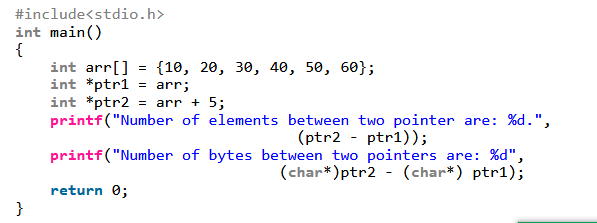 #include<stdio.h>
int main()
{
    int arr[] = {10, 20, 30, 40, 50, 60};
    int *ptr1 = arr;
    int *ptr2 = arr + 5;
    printf("Number of elements between two pointer are: %d.",
                                (ptr2 - ptr1));
    printf("Number of bytes between two pointers are: %d",
                              (char*)ptr2 - (char*) ptr1);
    return 0;
}